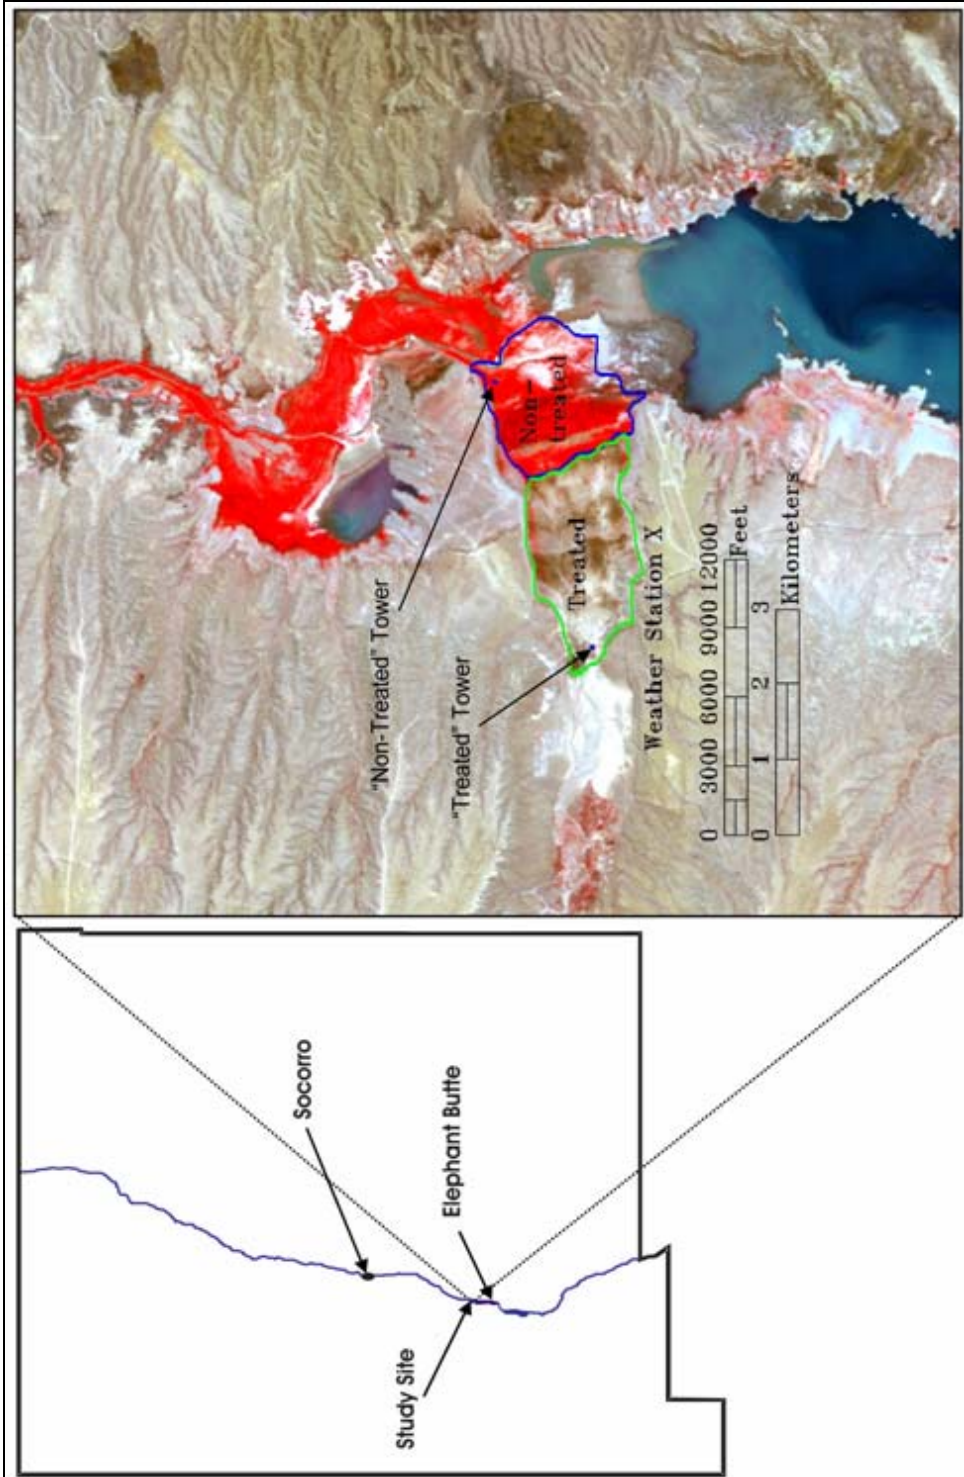 "Non-Treated" Tower
"Treated" Tower
Non-
treated
Treated
Weather Station X
0 3000 6000 9000 12000
Feet
0 1 2 3
Kilometers
Socorro
Elephant Butte
Study Site